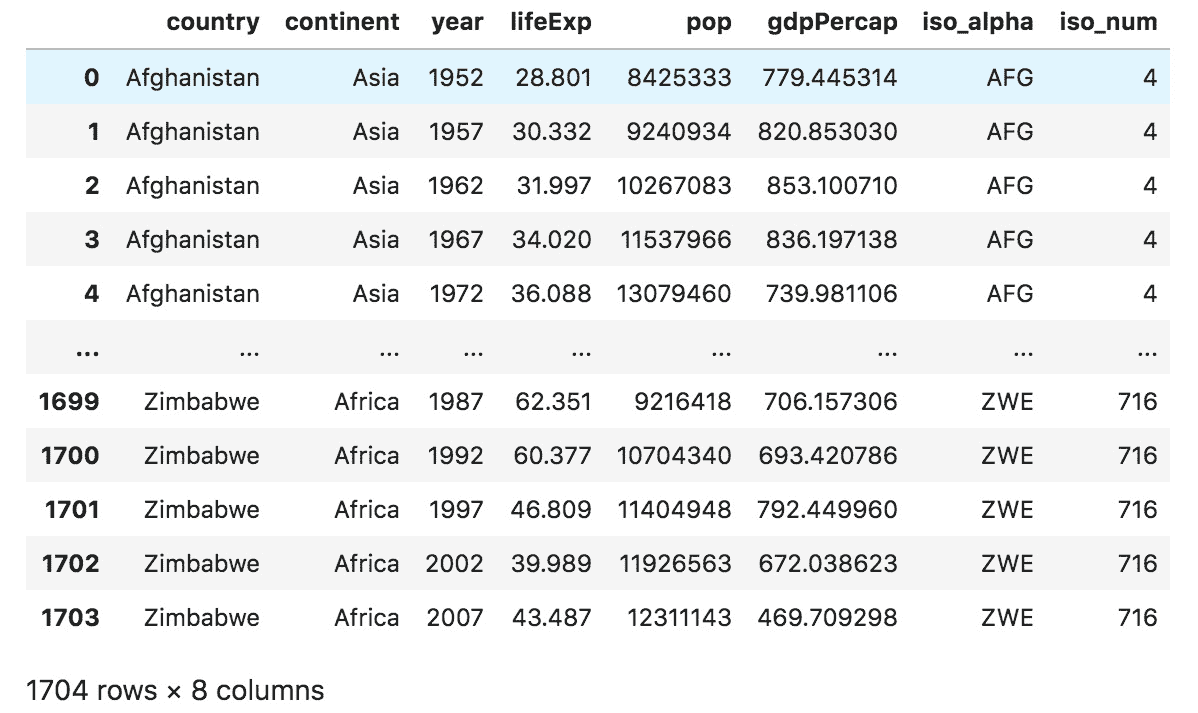 country continent year lifeExp pop gdpPercap iso_alpha iso_num
0 Afghanistan Asia 1952 28.801 8425333 779.445314 AFG 4
1 Afghanistan Asia 1957 30.332 9240934 820.853030 AFG 4
2 Afghanistan Asia 1962 31.997 10267083 853.100710 AFG 4
3 Afghanistan Asia 1967 34.020 11537966 836.197138 AFG 4
4 Afghanistan Asia 1972 36.088 13079460 739.981106 AFG 4
... ... ... ... ... ... ... ... ...
1699 Zimbabwe Africa 1987 62.351 9216418 706.157306 ZWE 716
1700 Zimbabwe Africa 1992 60.377 10704340 693.420786 ZWE 716
1701 Zimbabwe Africa 1997 46.809 11404948 792.449960 ZWE 716
1702 Zimbabwe Africa 2002 39.989 11926563 672.038623 ZWE 716
1703 Zimbabwe Africa 2007 43.487 12311143 469.709298 ZWE 716
1704 rows × 8 columns